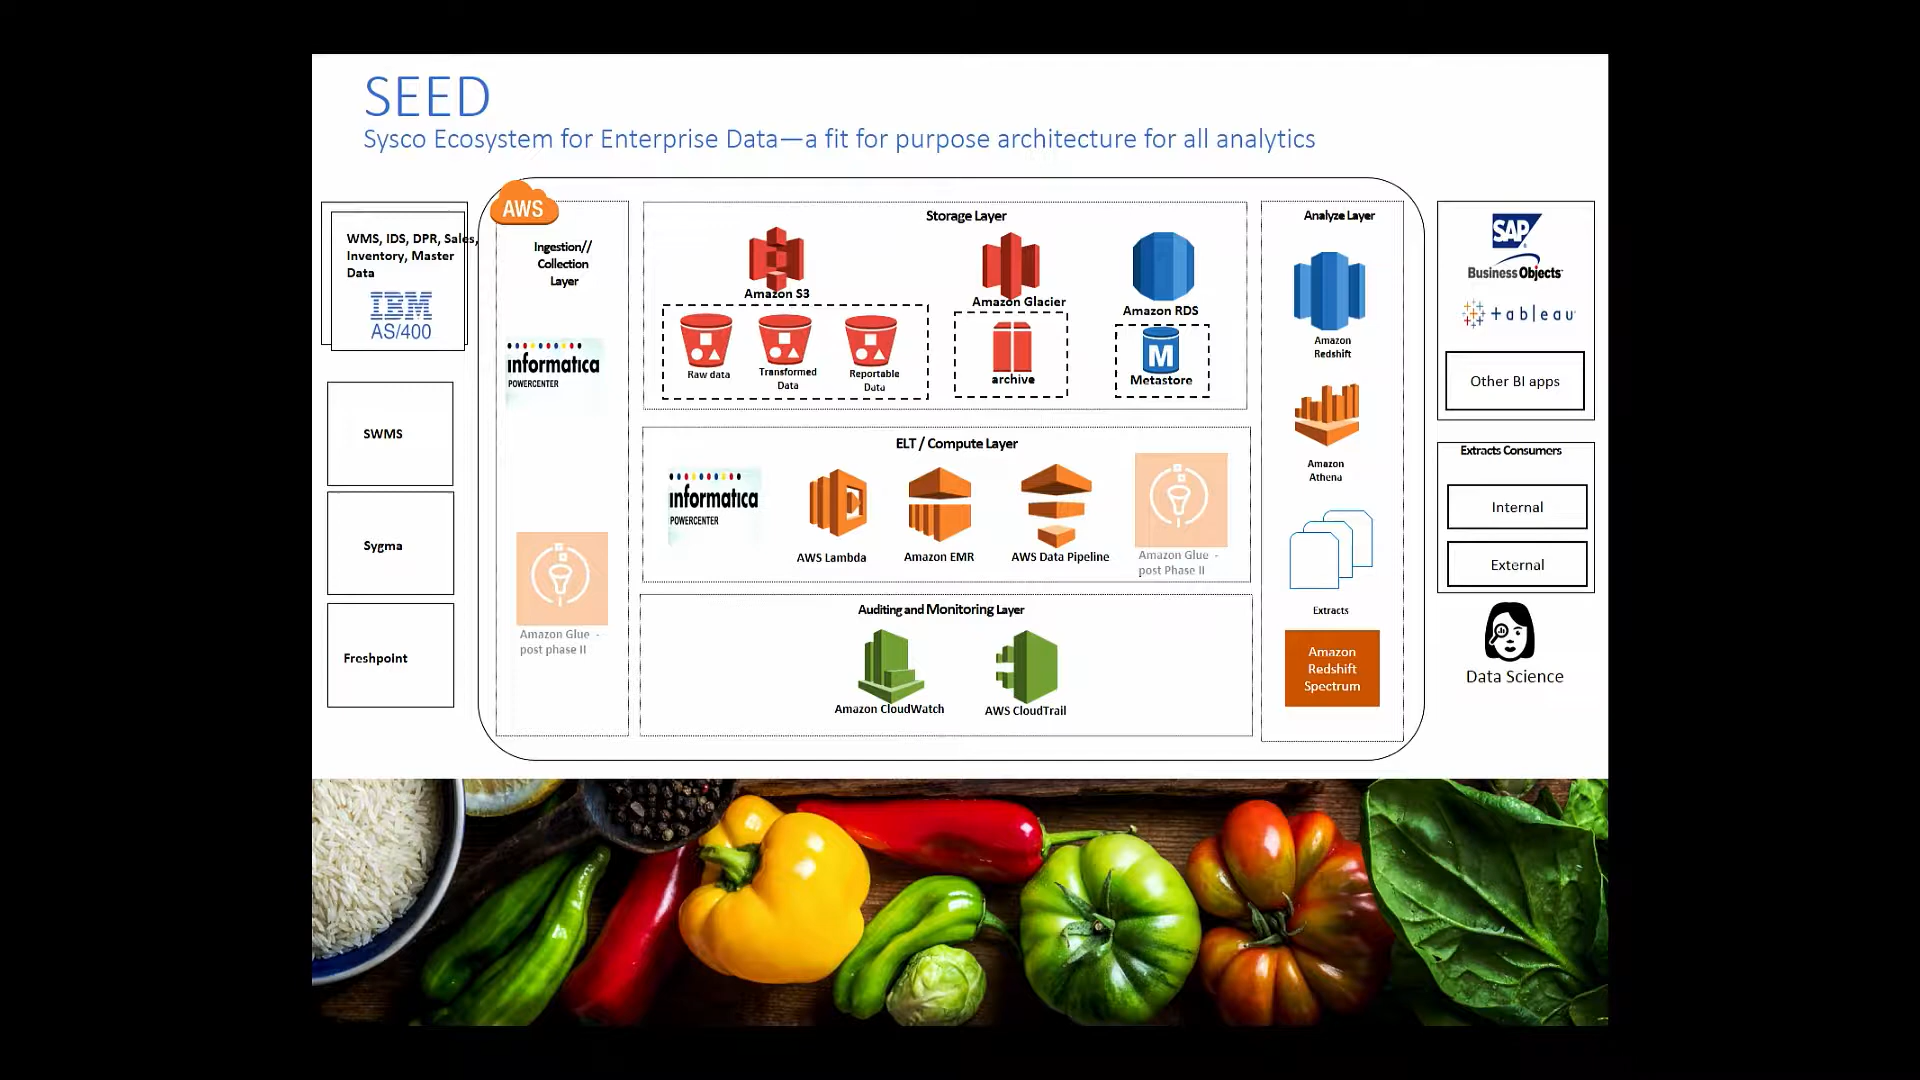 SEED
Sysco Ecosystem for Enterprise Data—a fit for purpose architecture for all analytics
WMS, IDS, DPR, Sales,
Inventory, Master
Data
IBM
AS/400
SWMS
Sygma
Freshpoint
AWS
Ingestion//
Collection
Layer
informatica
POWERCENTER
Amazon Glue -
post phase II
Storage Layer
Amazon S3
Raw data
Transformed
Data
Reportable
Data
Amazon Glacier
archive
Amazon RDS
M
Metastore
ELT / Compute Layer
informatica
POWERCENTER
AWS Lambda
Amazon EMR
AWS Data Pipeline
Amazon Glue -
post Phase II
Auditing and Monitoring Layer
Amazon CloudWatch
AWS CloudTrail
Analyze Layer
Amazon
Redshift
Amazon
Athena
Extracts
Amazon
Redshift
Spectrum
SAP
Business Objects
tableau
Other BI apps
Extracts Consumers
Internal
External
Data Science